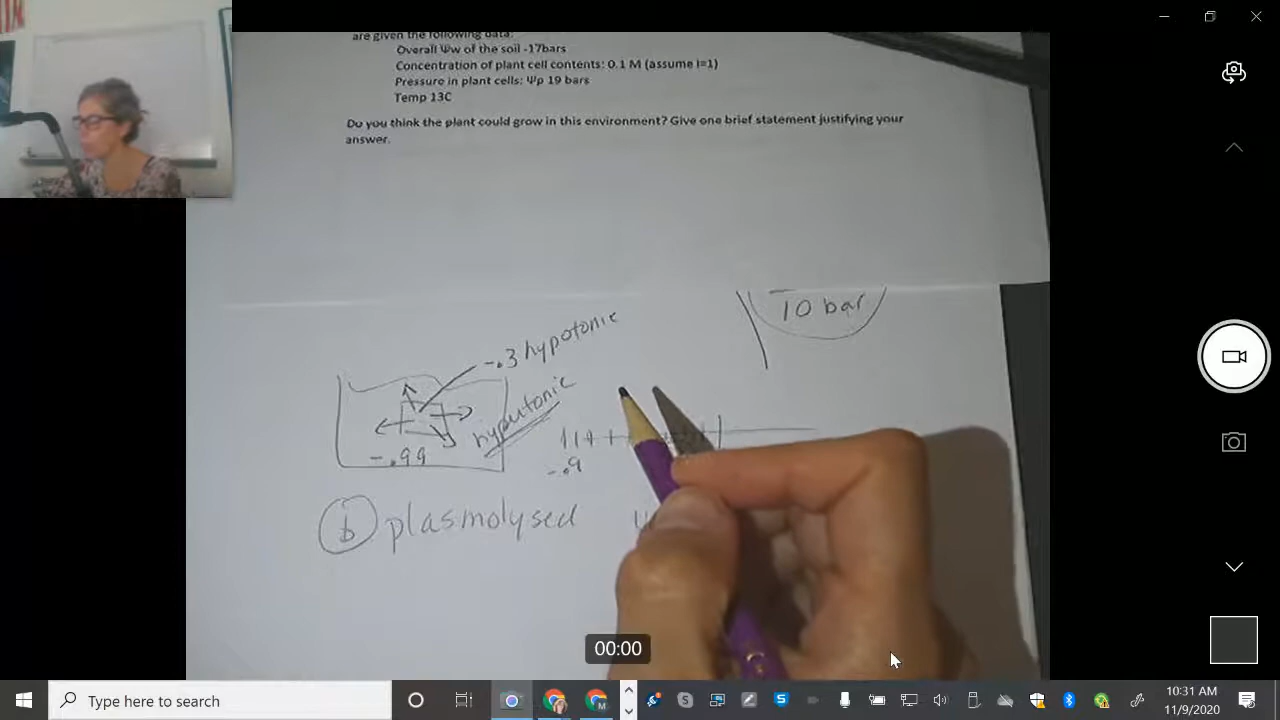 are given the following data:
Overall Ψw of the soil -17bars
Concentration of plant cell contents: 0.1 M (assume i=1)
Pressure in plant cells: Ψp 19 bars
Temp 13C
Do you think the plant could grow in this environment? Give one brief statement justifying your
answer.
10 bar
-.3 hypotonic
hypotonic
-.99
-.9
b plasmolysed
00:00
Type here to search
10:31 AM
11/9/2020